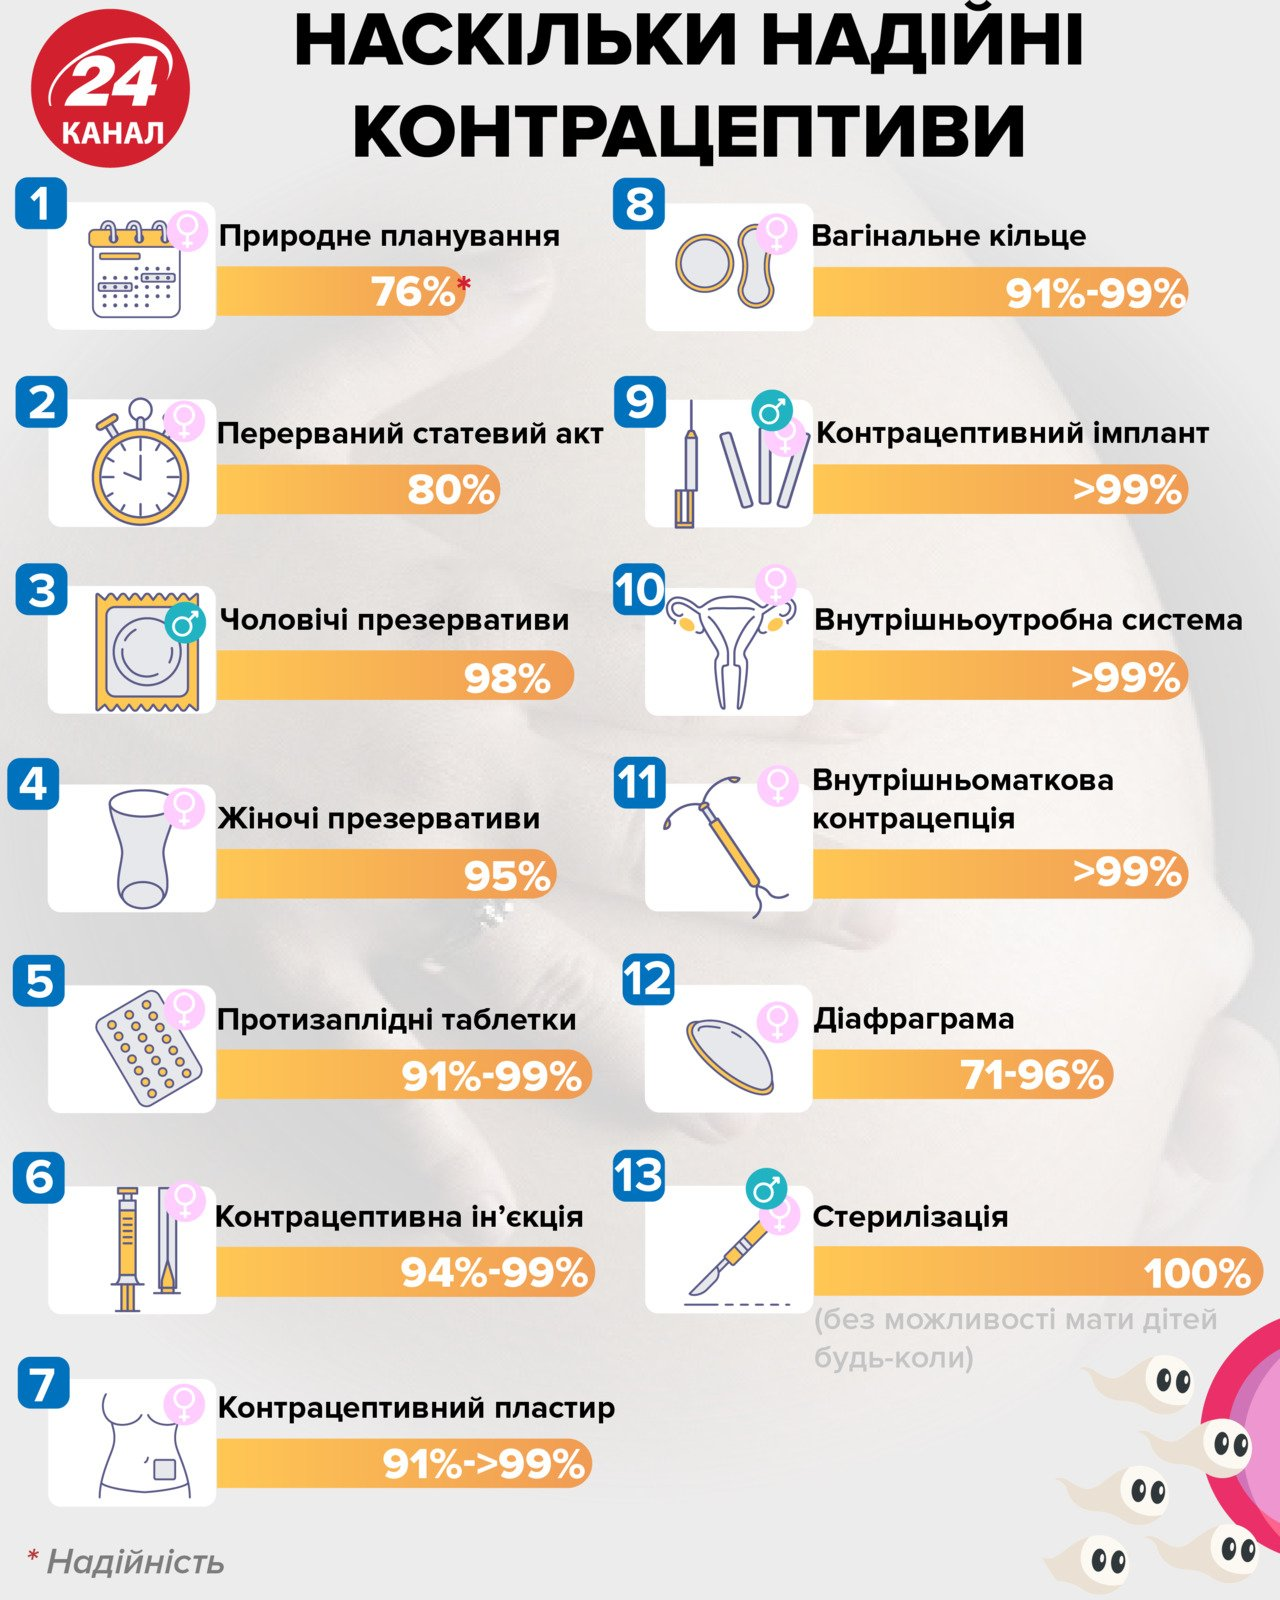 24
КАНАЛ
НАСКІЛЬКИ НАДІЙНІ
КОНТРАЦЕПТИВИ
1
Природне планування
76%*
2
Перерваний статевий акт
80%
3
Чоловічі презервативи
98%
4
Жіночі презервативи
95%
5
Протизаплідні таблетки
91%-99%
6
Контрацептивна ін’єкція
94%-99%
7
Контрацептивний пластир
91%->99%
8
Вагінальне кільце
91%-99%
9
Контрацептивний імплант
>99%
10
Внутрішньоутробна система
>99%
11
Внутрішньоматкова
контрацепція
>99%
12
Діафраграма
71-96%
13
Стерилізація
100%
(без можливості мати дітей
будь-коли)
* Надійність